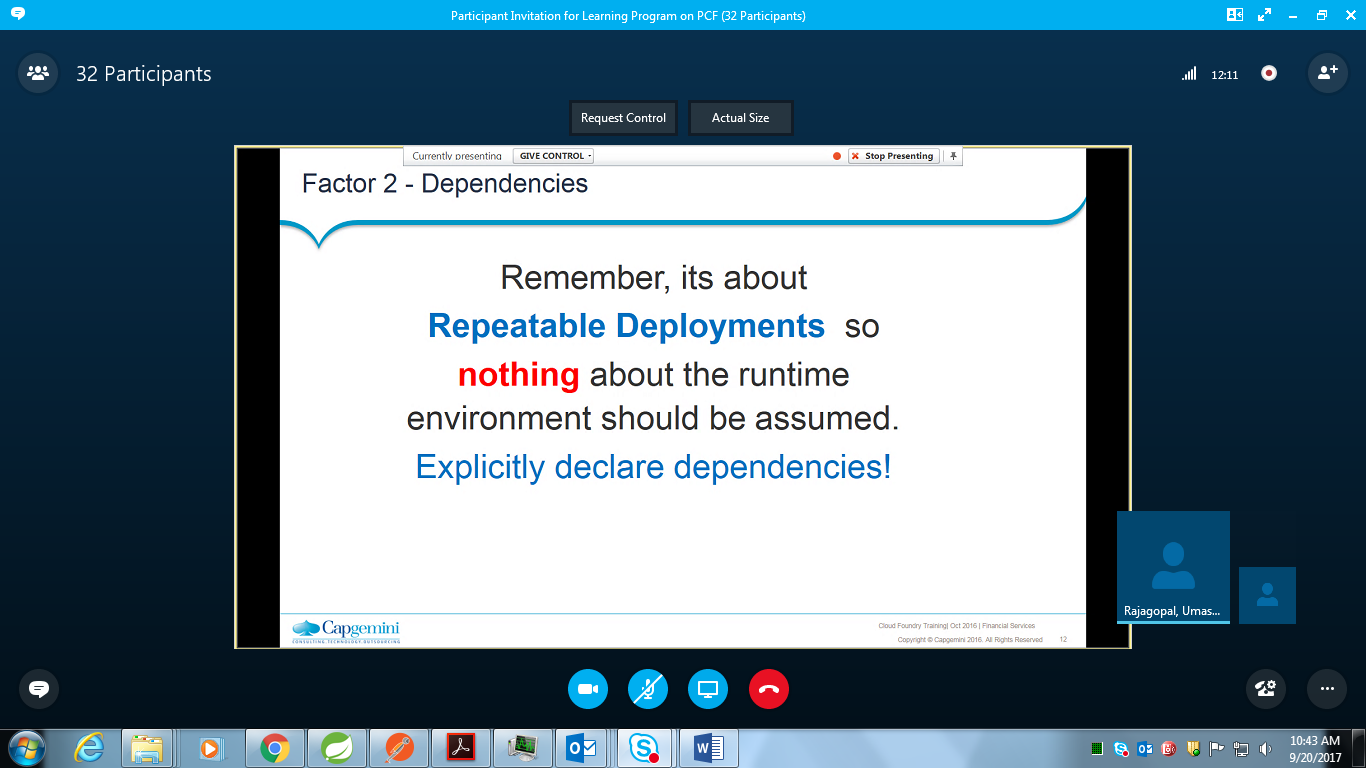 Participant Invitation for Learning Program on PCF (32 Participants)
32 Participants
12:11
Request Control
Actual Size
Currently presenting
GIVE CONTROL
Stop Presenting
Factor 2 - Dependencies
Remember, its about
Repeatable Deployments so
nothing about the runtime
environment should be assumed.
Explicitly declare dependencies!
Rajagopal, Umas...
Capgemini
CONSULTING.TECHNOLOGY.OUTSOURCING
Cloud Foundry Training| Oct 2016 | Financial Services
Copyright © Capgemini 2016. All Rights Reserved
12
10:43 AM
9/20/2017